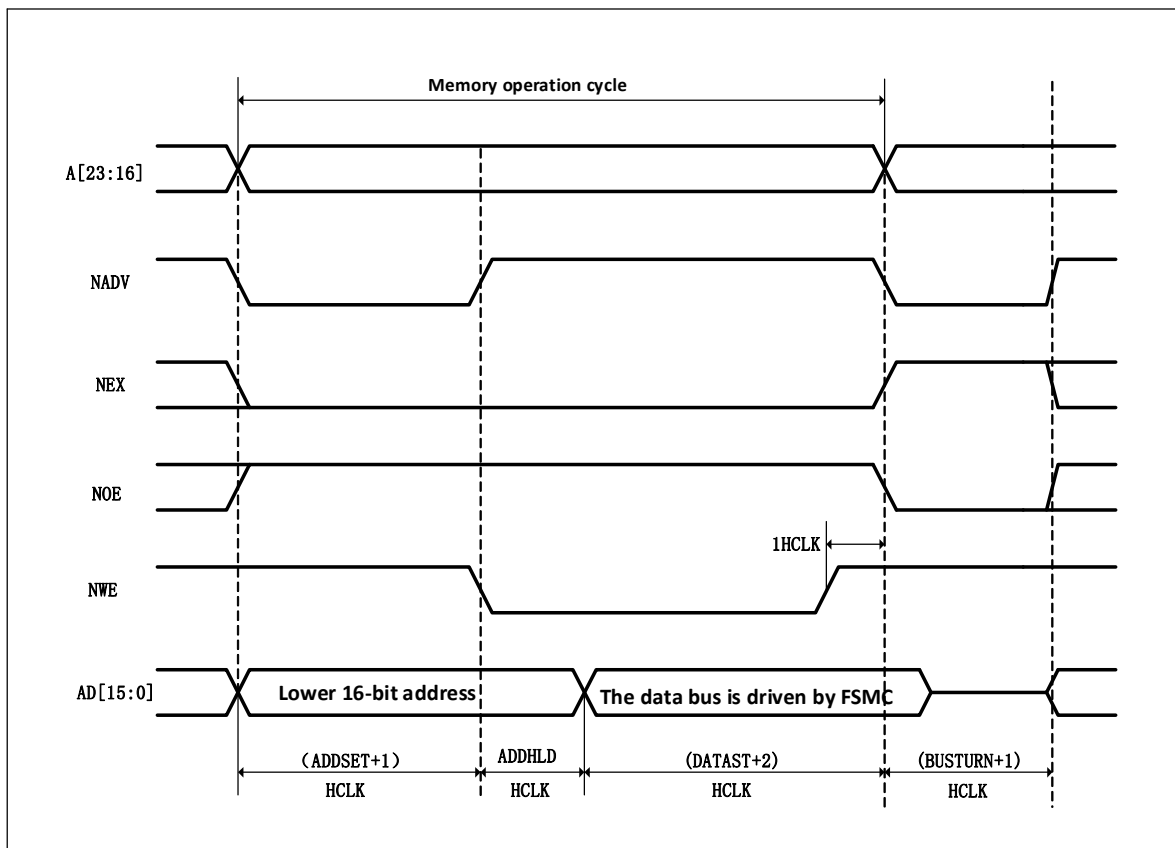 Memory operation cycle
A[23:16]
NADV
NEX
NOE
1HCLK
NWE
AD[15:0]
Lower 16-bit address
The data bus is driven by FSMC
(ADDSET+1)
ADDHLD
(DATAST+2)
(BUSTURN+1)
HCLK
HCLK
HCLK
HCLK